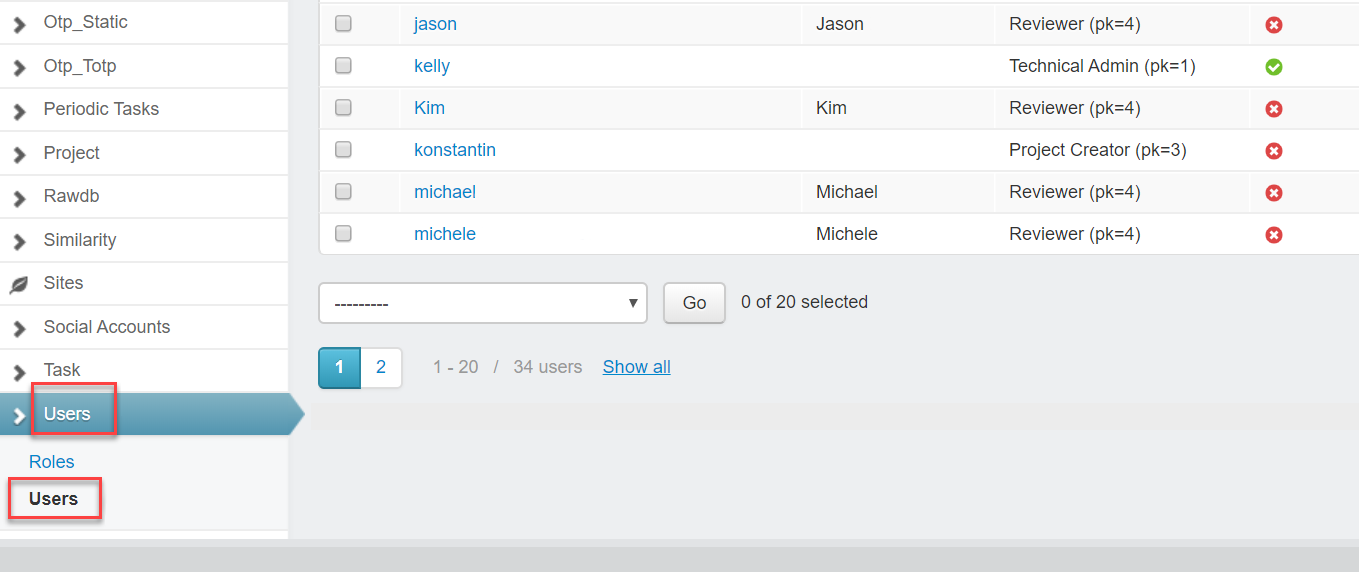 Otp_Static
Otp_Totp
Periodic Tasks
Project
Rawdb
Similarity
Sites
Social Accounts
Task
Users
Roles
Users
jason Jason Reviewer (pk=4)
kelly Technical Admin (pk=1)
Kim Kim Reviewer (pk=4)
konstantin Project Creator (pk=3)
michael Michael Reviewer (pk=4)
michele Michele Reviewer (pk=4)
--------- Go 0 of 20 selected
1 2 1 - 20 / 34 users Show all